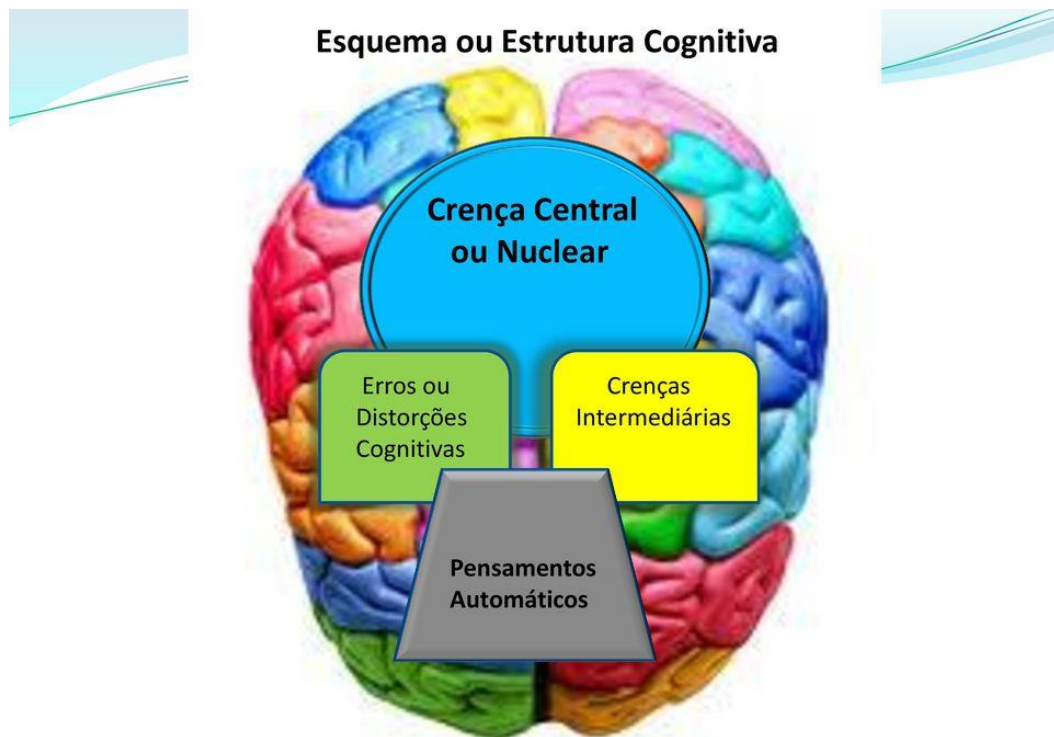 Esquema ou Estrutura Cognitiva
Crença Central
ou Nuclear
Erros ou
Distorções
Cognitivas
Crenças
Intermediárias
Pensamentos
Automáticos